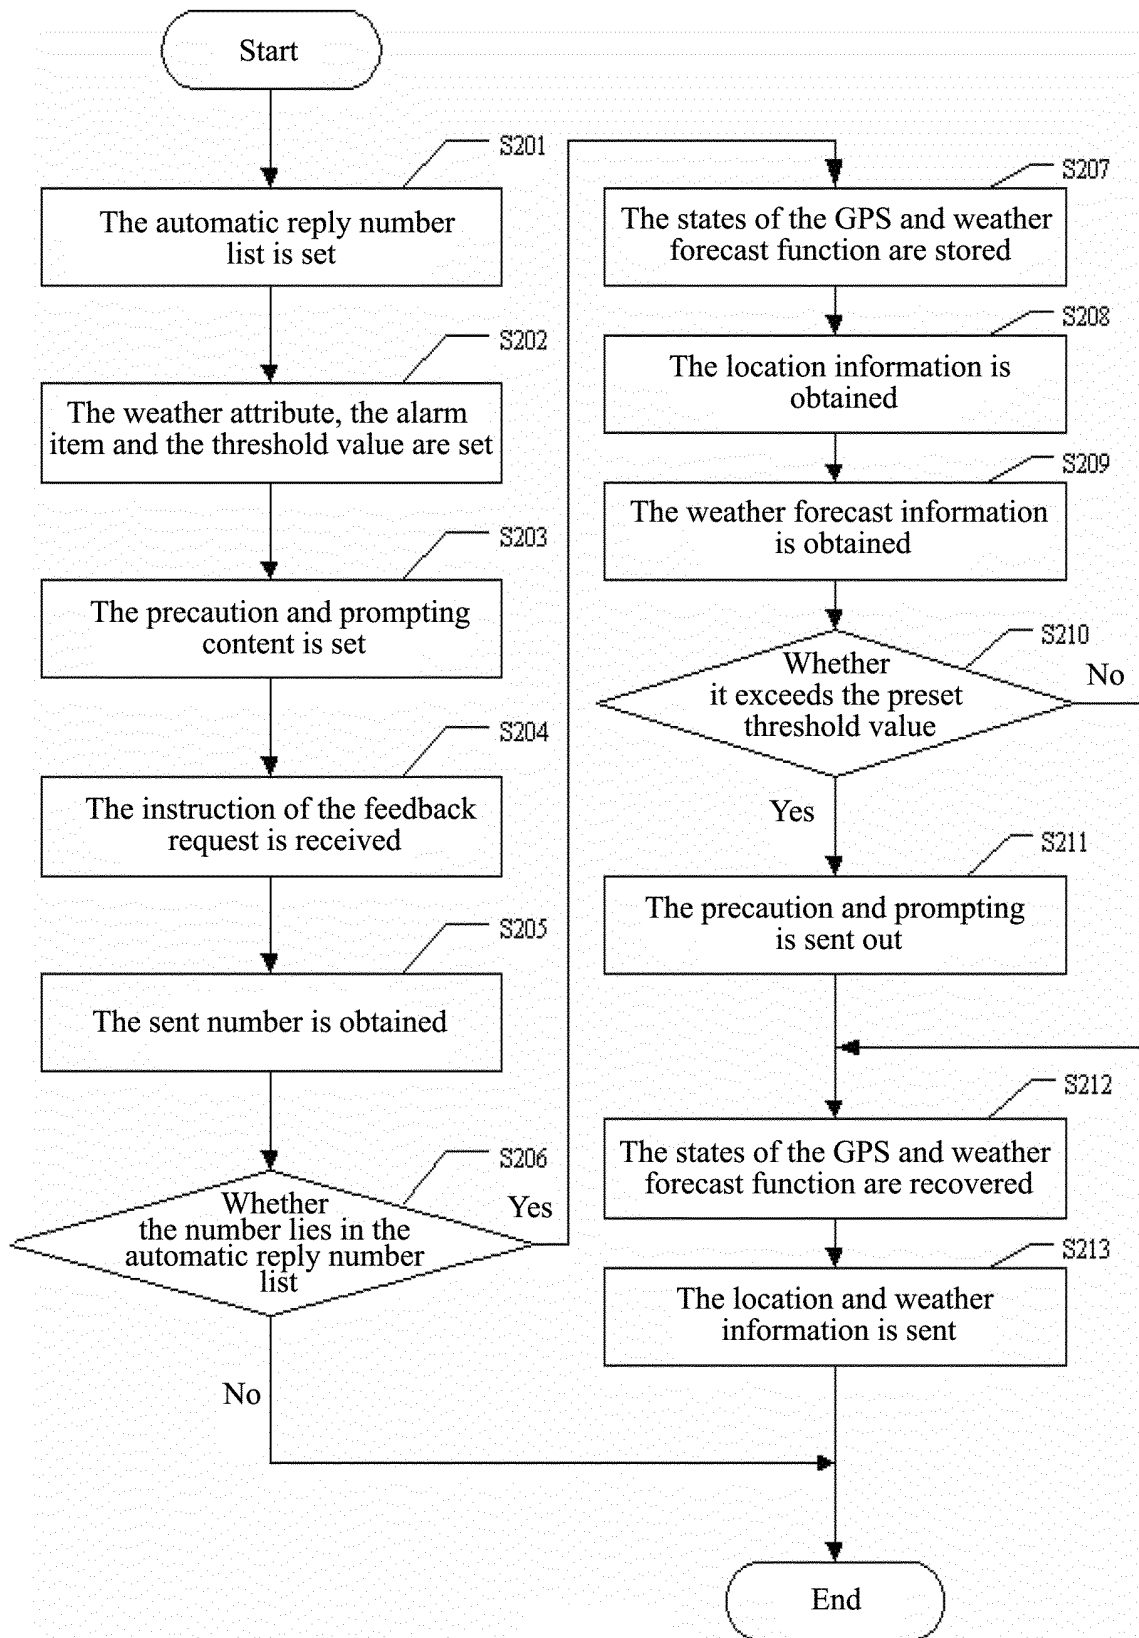 Start
S201
The automatic reply number
list is set
S202
The weather attribute, the alarm
item and the threshold value are set
S203
The precaution and prompting
content is set
S204
The instruction of the feedback
request is received
S205
The sent number is obtained
S206
Whether
the number lies in the
automatic reply number
list
Yes
No
S207
The states of the GPS and weather
forecast function are stored
S208
The location information is
obtained
S209
The weather forecast information
is obtained
S210
Whether
it exceeds the preset
threshold value
No
Yes
S211
The precaution and prompting
is sent out
S212
The states of the GPS and weather
forecast function are recovered
S213
The location and weather
information is sent
End